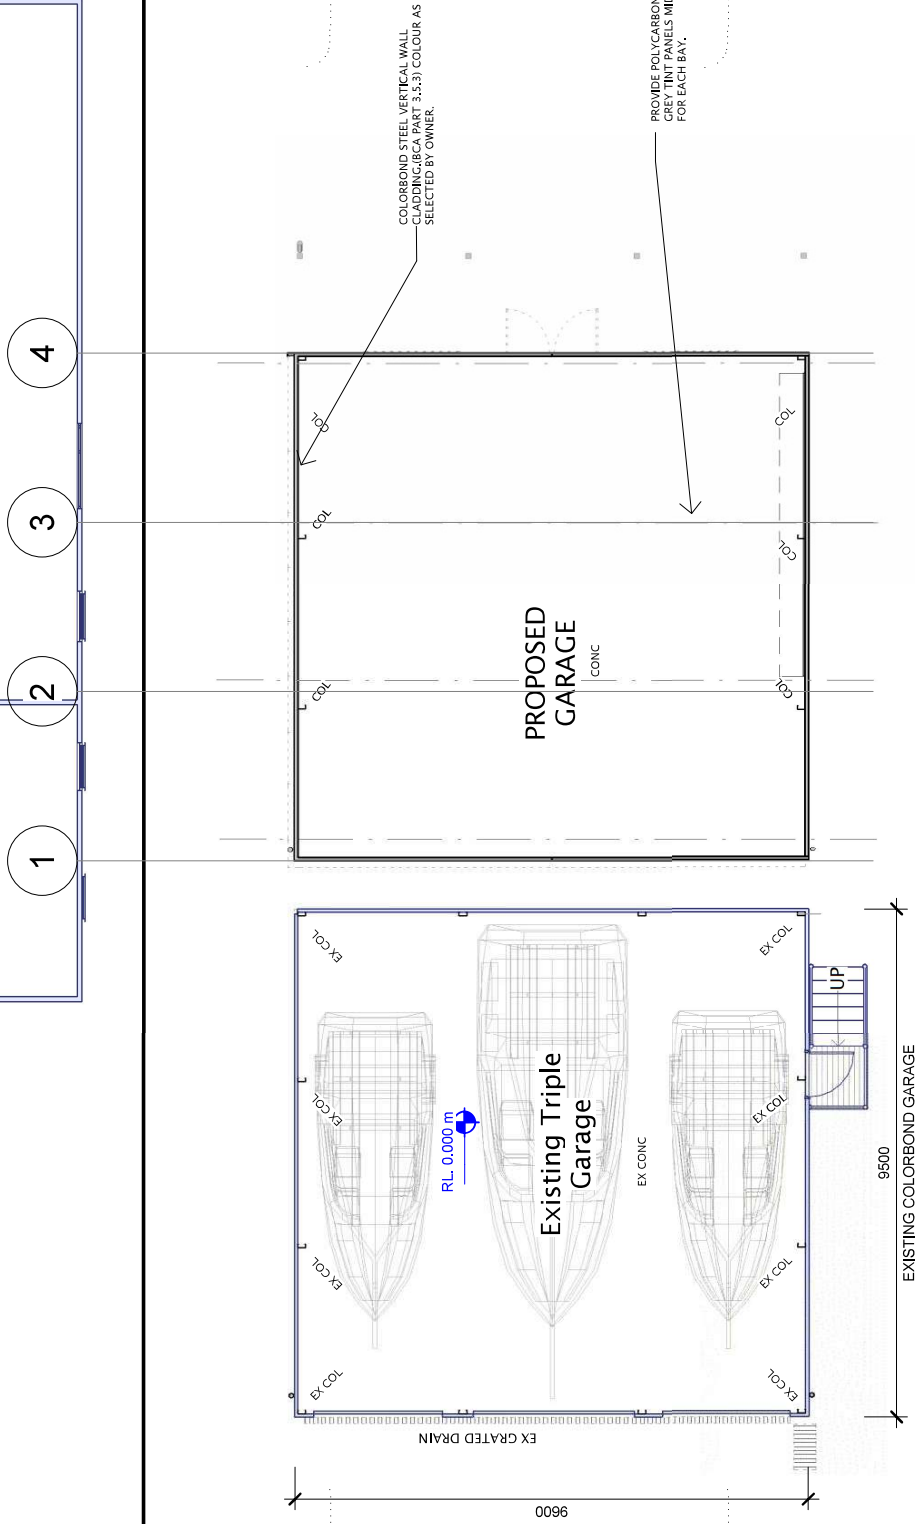 COLORBOND STEEL VERTICAL WALL
CLADDING.(BCA PART 3.5.3) COLOUR AS
SELECTED BY OWNER.
PROVIDE POLYCARBON
GREY TINT PANELS
FOR EACH BAY.
4
3
2
1
COL
COL
COL
COL
COL
COL
PROPOSED
GARAGE
CONC
EX COL
EX COL
UP
EX COL
EX COL
RL. 0.000 m
Existing Triple
Garage
EX CONC
EX COL
EX COL
EX COL
EX COL
EX GRATED DRAIN
9500
EXISTING COLORBOND GARAGE
9600